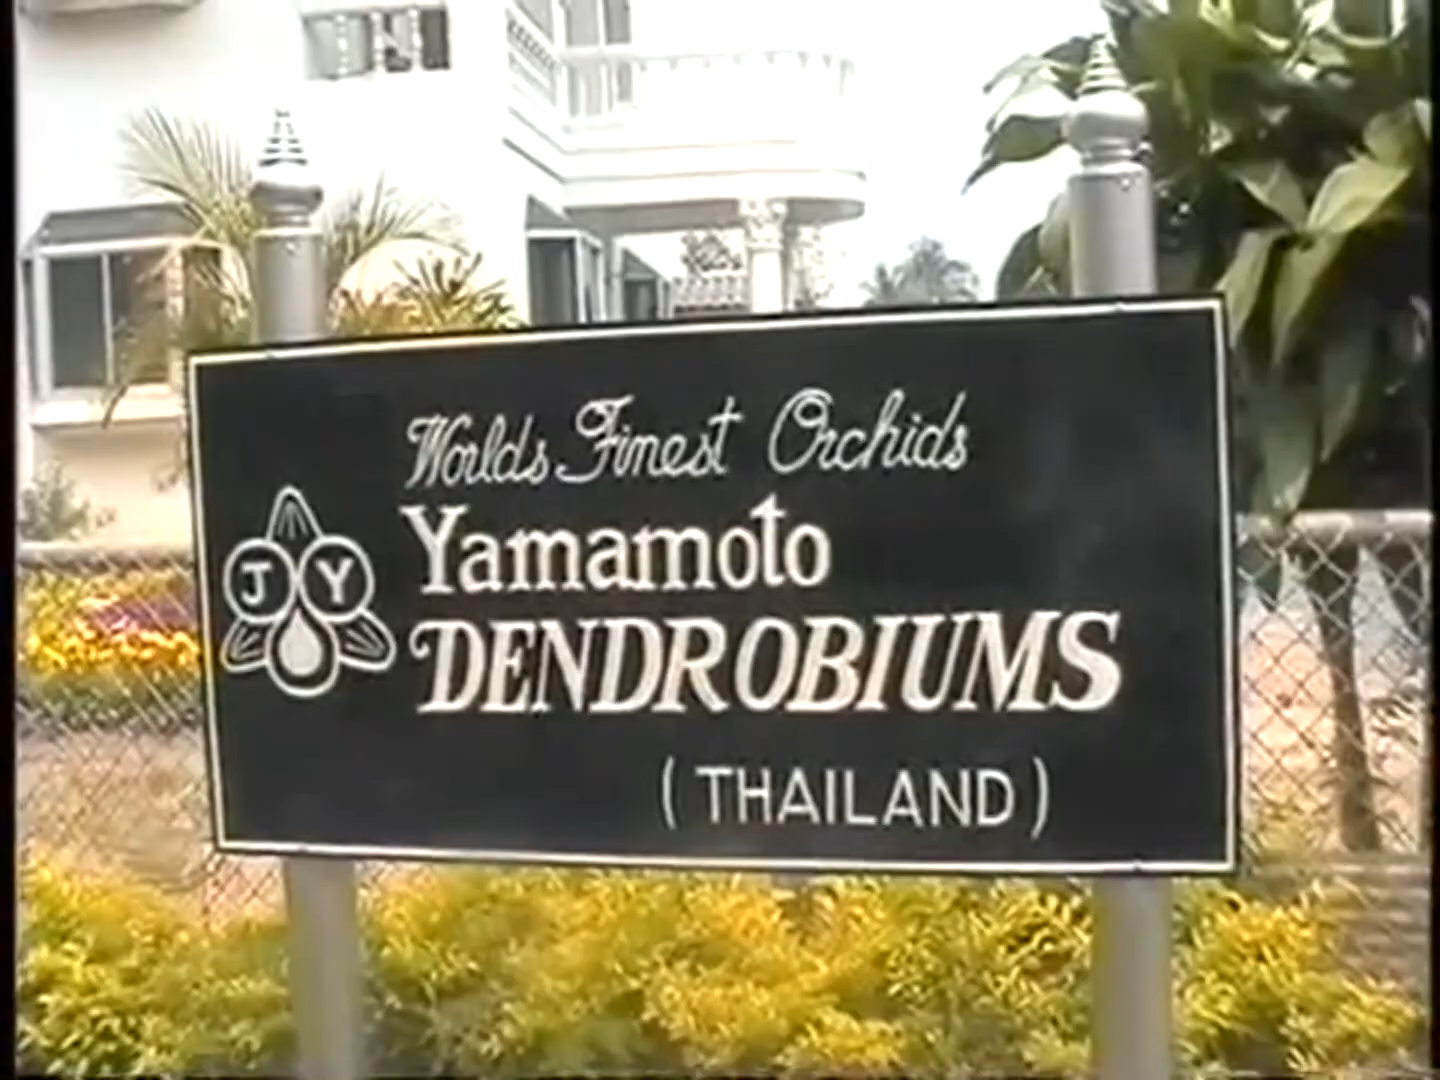 Worlds Finest Orchids
J Y
Yamamoto
DENDROBIUMS
(THAILAND)